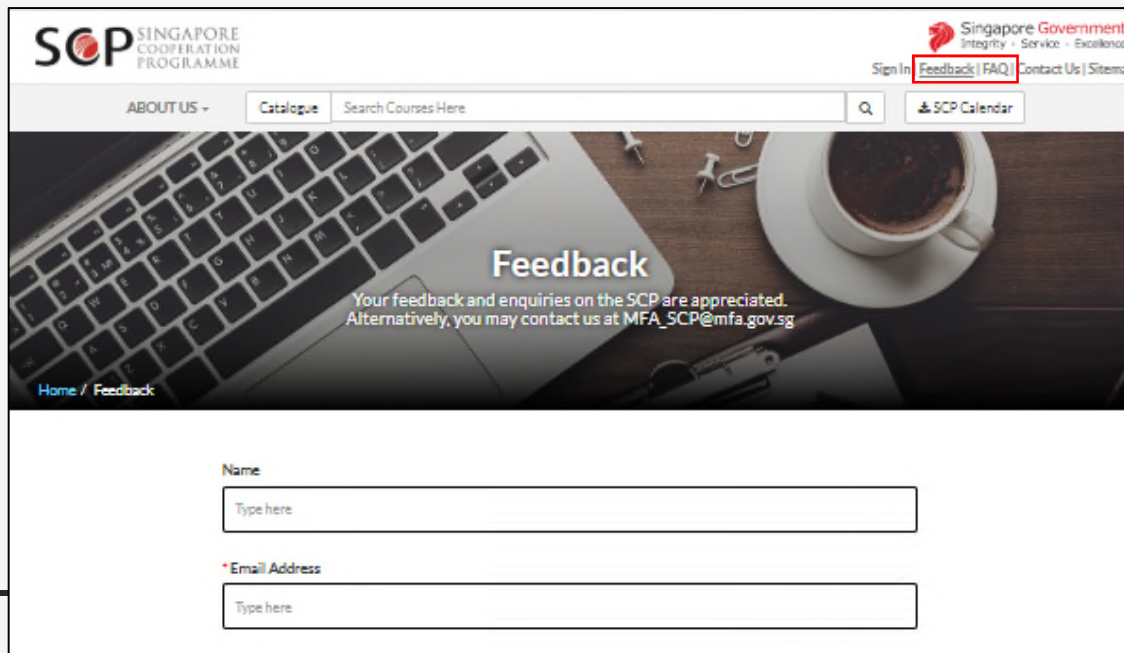 SCP SINGAPORE
COOPERATION
PROGRAMME
Singapore Government
Integrity · Service · Excellence
Sign In | Feedback | FAQ | Contact Us | Sitema
ABOUT US
Catalogue
Search Courses Here
SCP Calendar
Feedback
Your feedback and enquiries on the SCP are appreciated.
Alternatively, you may contact us at MFA_SCP@mfa.gov.sg
Home / Feedback
Name
Type here
* Email Address
Type here